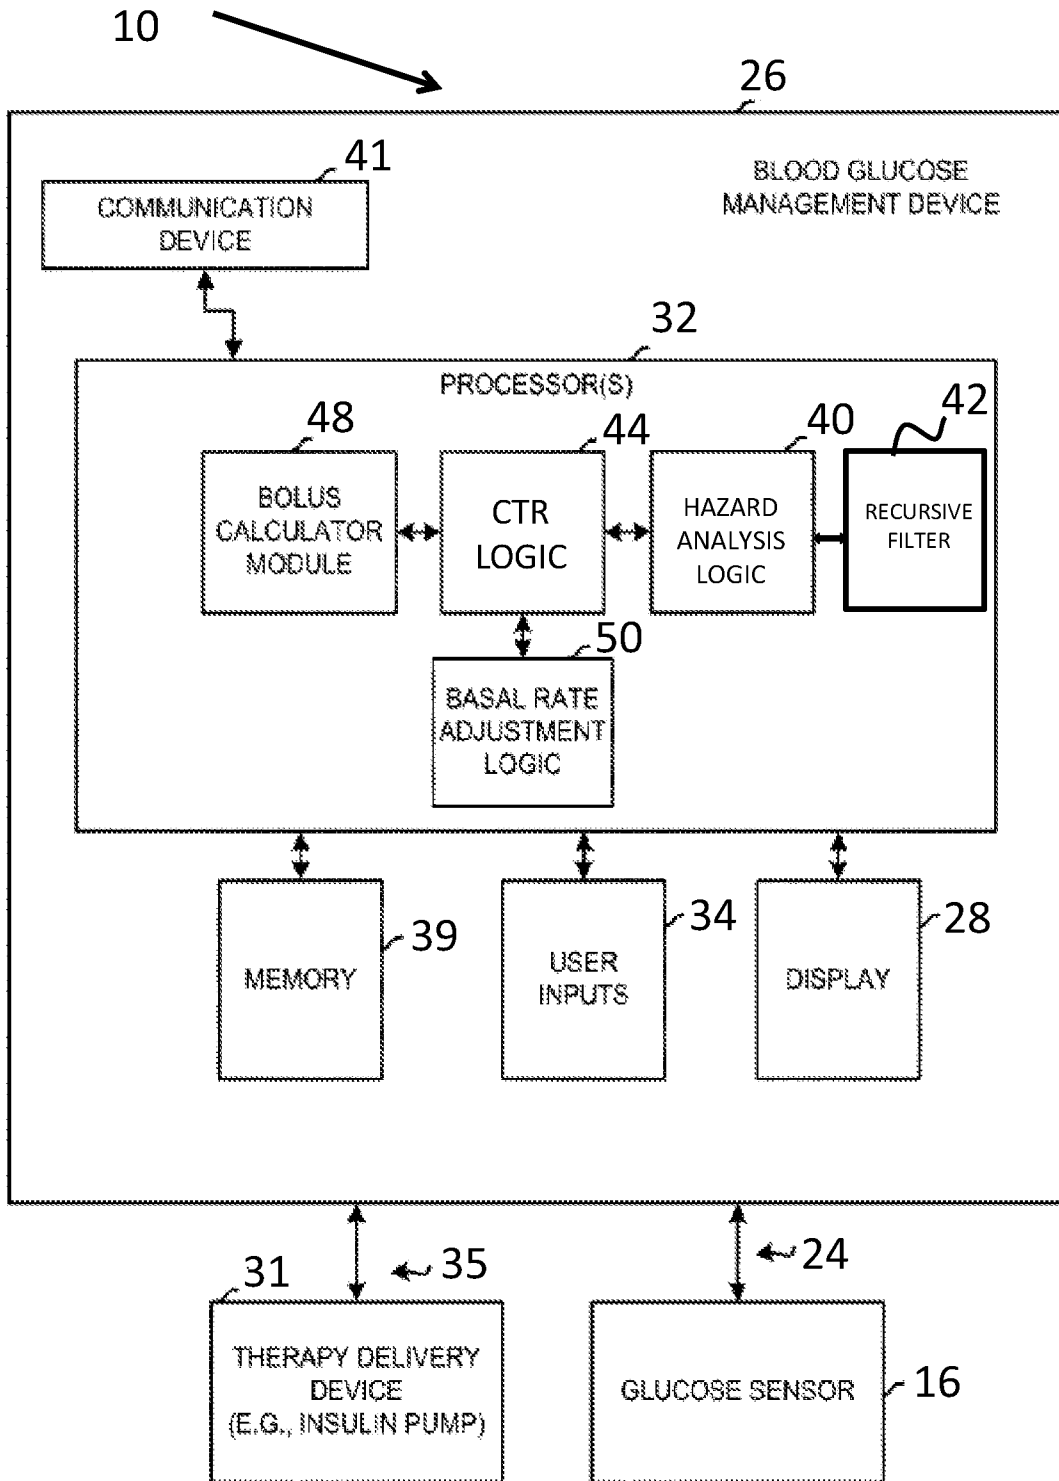 10
26
41
BLOOD GLUCOSE
MANAGEMENT DEVICE
COMMUNICATION
DEVICE
32
PROCESSOR(S)
48
44
40
42
BOLUS
CALCULATOR
MODULE
CTR
LOGIC
HAZARD
ANALYSIS
LOGIC
RECURSIVE
FILTER
50
BASAL RATE
ADJUSTMENT
LOGIC
39
34
28
MEMORY
USER
INPUTS
DISPLAY
35
24
31
THERAPY DELIVERY
DEVICE
(E.G., INSULIN PUMP)
GLUCOSE SENSOR
16